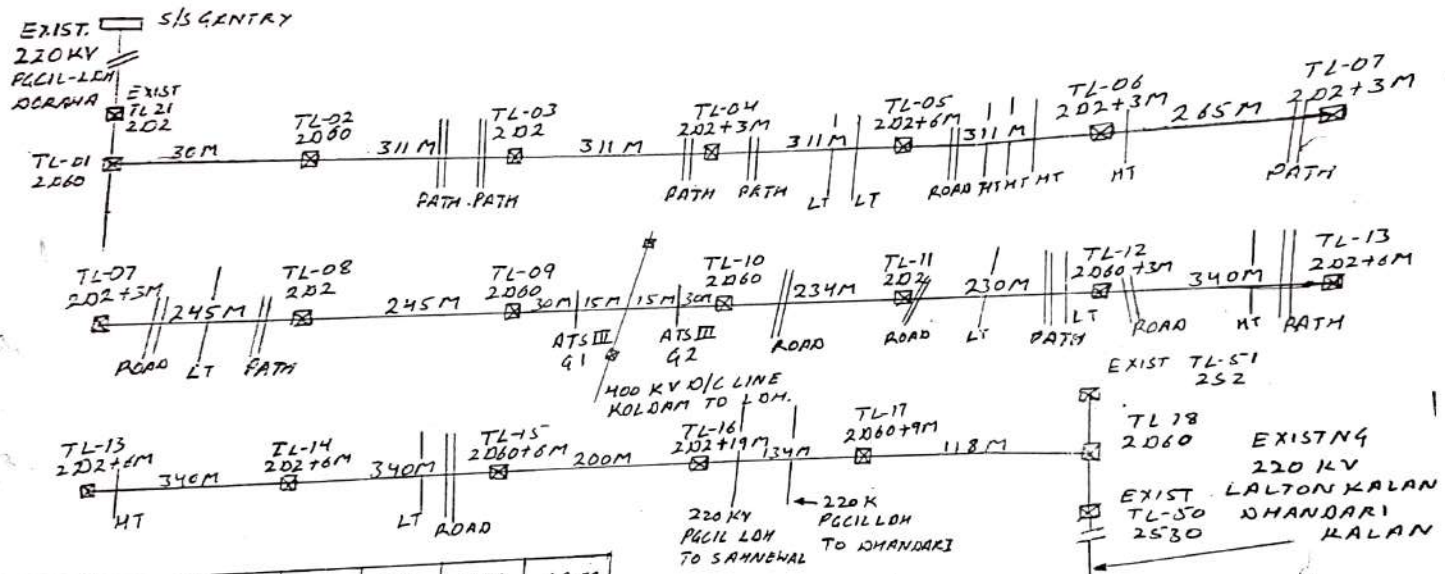 EXIST. S/S GANTRY
220 KV
PGCIL-LDH
DORAHA
EXIST
TL21
2D2
TL-01
2D60
30M
TL-02
2D60
311 M
PATH PATH
TL-03
2D2
311 M
PATH PATH
TL-04
2D2+3M
311 M
LT LT
TL-05
2D2+6M
311 M
ROAD HT HT HT
TL-06
2D2+3M
HT
265M
PATH
TL-07
2D2+3M
TL-07
2D2+3M
245M
ROAD LT PATH
TL-08
2D2
245M
TL-09
2D60
30M 15M 15M 30M
ATS III
G1
ATS III
G2
400 KV D/C LINE
KOLDAM TO LDH.
TL-10
2D60
234M
ROAD
TL-11
2D2
230M
ROAD LT PATH LT
TL-12
2D60+3M
340M
ROAD HT PATH
TL-13
2D2+6M
TL-13
2D2+6M
340M
HT
TL-14
2D2+6M
340M
LT ROAD
TL-15
2D60+6M
200M
TL-16
2D2+19M
134M
220 KV
PGCIL LDH
TO SAHNEWAL
220 K
PGCIL LDH
TO DHANDARI
TL-17
2D60+9M
118M
EXIST TL-51
2S2
TL 18
2D60
EXIST
TL-50
2S30
EXISTNG
220 KV
LALTON KALAN
DHANDARI
KALAN